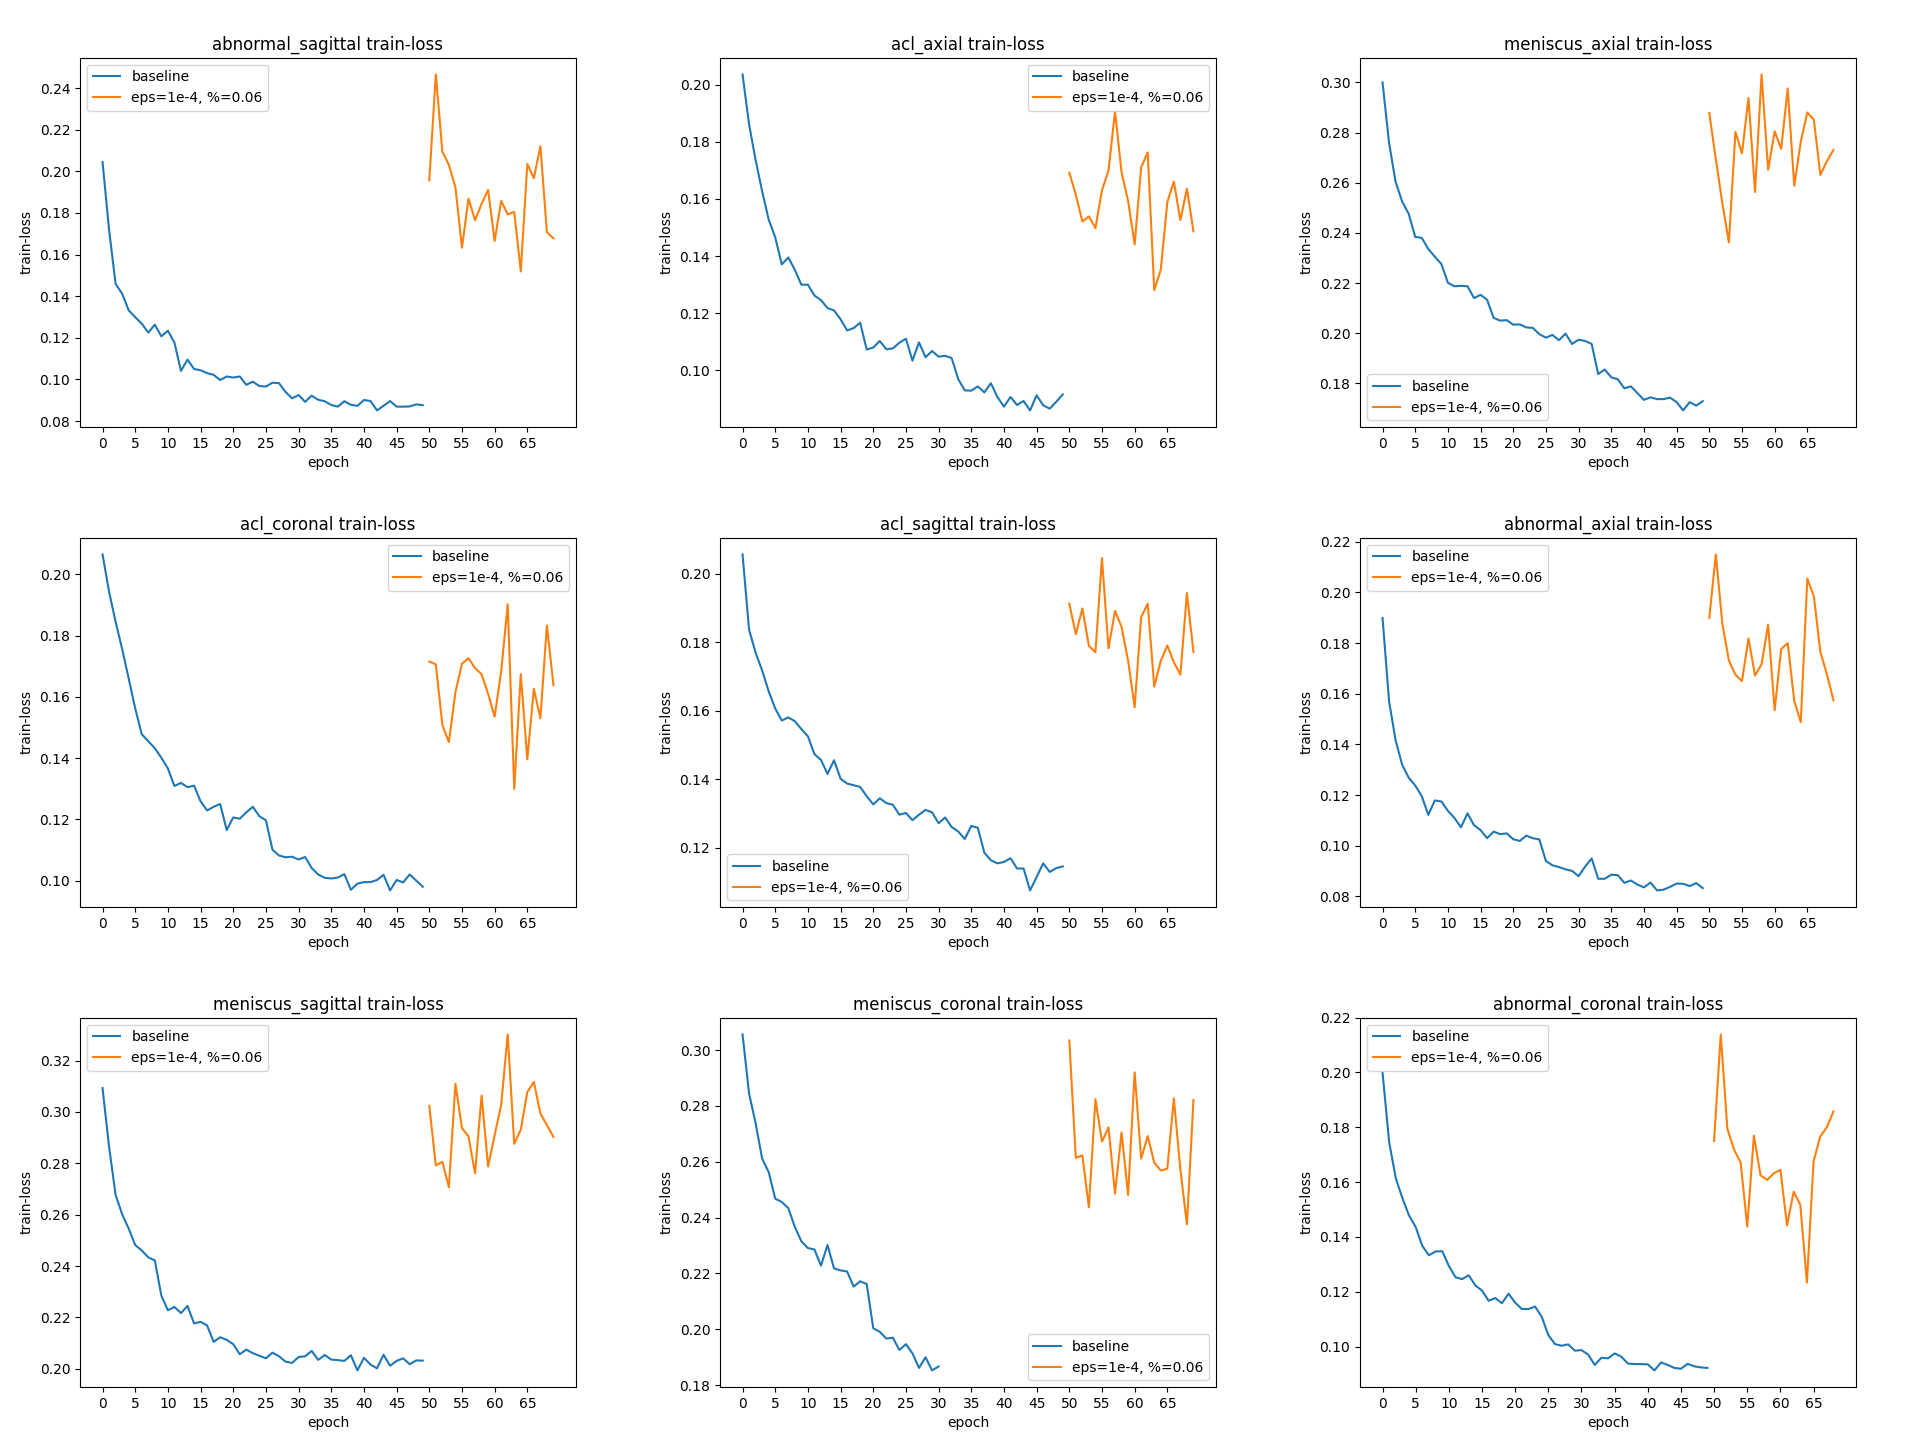 abnormal_sagittal train-loss
baseline
eps=1e-4, %=0.06
0.24
0.22
0.20
0.18
0.16
0.14
0.12
0.10
0.08
train-loss
0 5 10 15 20 25 30 35 40 45 50 55 60 65
epoch
acl_axial train-loss
baseline
eps=1e-4, %=0.06
0.20
0.18
0.16
0.14
0.12
0.10
train-loss
0 5 10 15 20 25 30 35 40 45 50 55 60 65
epoch
meniscus_axial train-loss
0.30
0.28
0.26
0.24
0.22
0.20
0.18
train-loss
baseline
eps=1e-4, %=0.06
0 5 10 15 20 25 30 35 40 45 50 55 60 65
epoch
acl_coronal train-loss
baseline
eps=1e-4, %=0.06
0.20
0.18
0.16
0.14
0.12
0.10
train-loss
0 5 10 15 20 25 30 35 40 45 50 55 60 65
epoch
acl_sagittal train-loss
0.20
0.18
0.16
0.14
0.12
train-loss
baseline
eps=1e-4, %=0.06
0 5 10 15 20 25 30 35 40 45 50 55 60 65
epoch
abnormal_axial train-loss
baseline
eps=1e-4, %=0.06
0.22
0.20
0.18
0.16
0.14
0.12
0.10
0.08
train-loss
0 5 10 15 20 25 30 35 40 45 50 55 60 65
epoch
meniscus_sagittal train-loss
baseline
eps=1e-4, %=0.06
0.32
0.30
0.28
0.26
0.24
0.22
0.20
train-loss
0 5 10 15 20 25 30 35 40 45 50 55 60 65
epoch
meniscus_coronal train-loss
0.30
0.28
0.26
0.24
0.22
0.20
0.18
train-loss
baseline
eps=1e-4, %=0.06
0 5 10 15 20 25 30 35 40 45 50 55 60 65
epoch
abnormal_coronal train-loss
baseline
eps=1e-4, %=0.06
0.22
0.20
0.18
0.16
0.14
0.12
0.10
train-loss
0 5 10 15 20 25 30 35 40 45 50 55 60 65
epoch